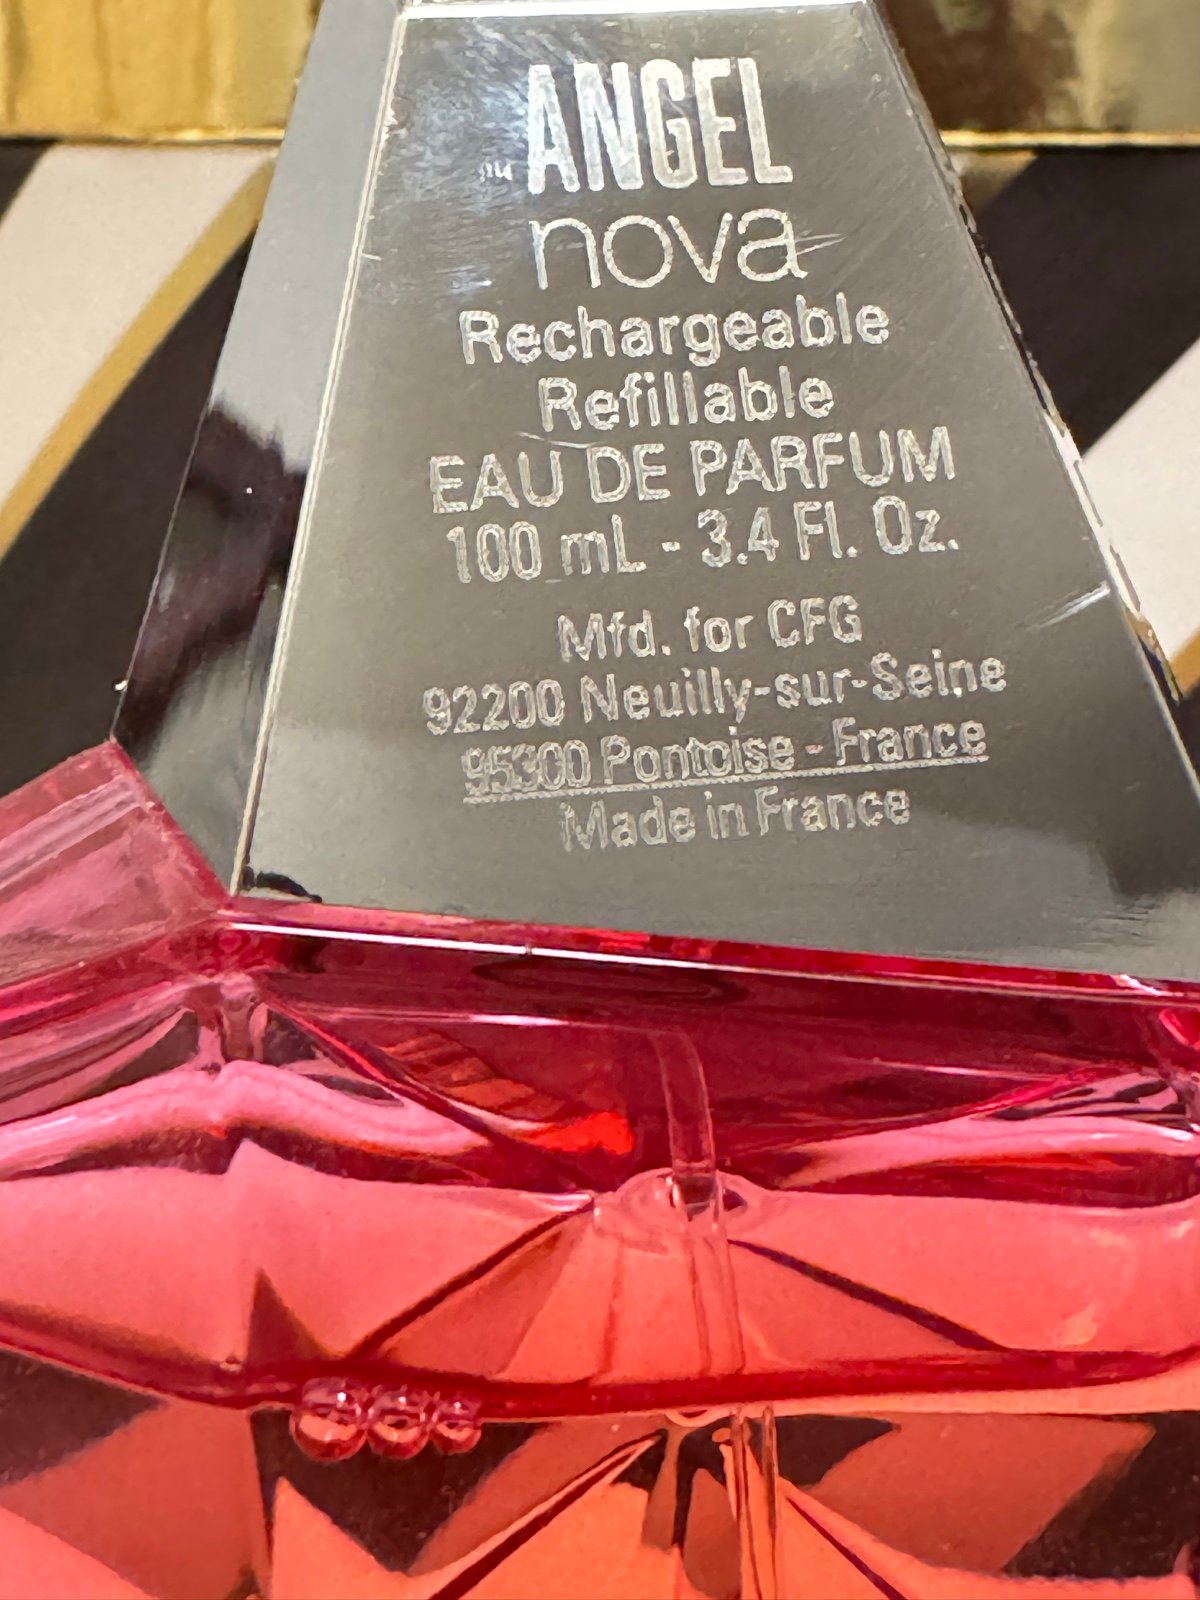 ANGEL
nova
Rechargeable
Refillable
EAU DE PARFUM
100 mL - 3.4 Fl. Oz.
Mfd. for CFG
92200 Neuilly-sur-Seine
95300 Pontoise - France
Made in France